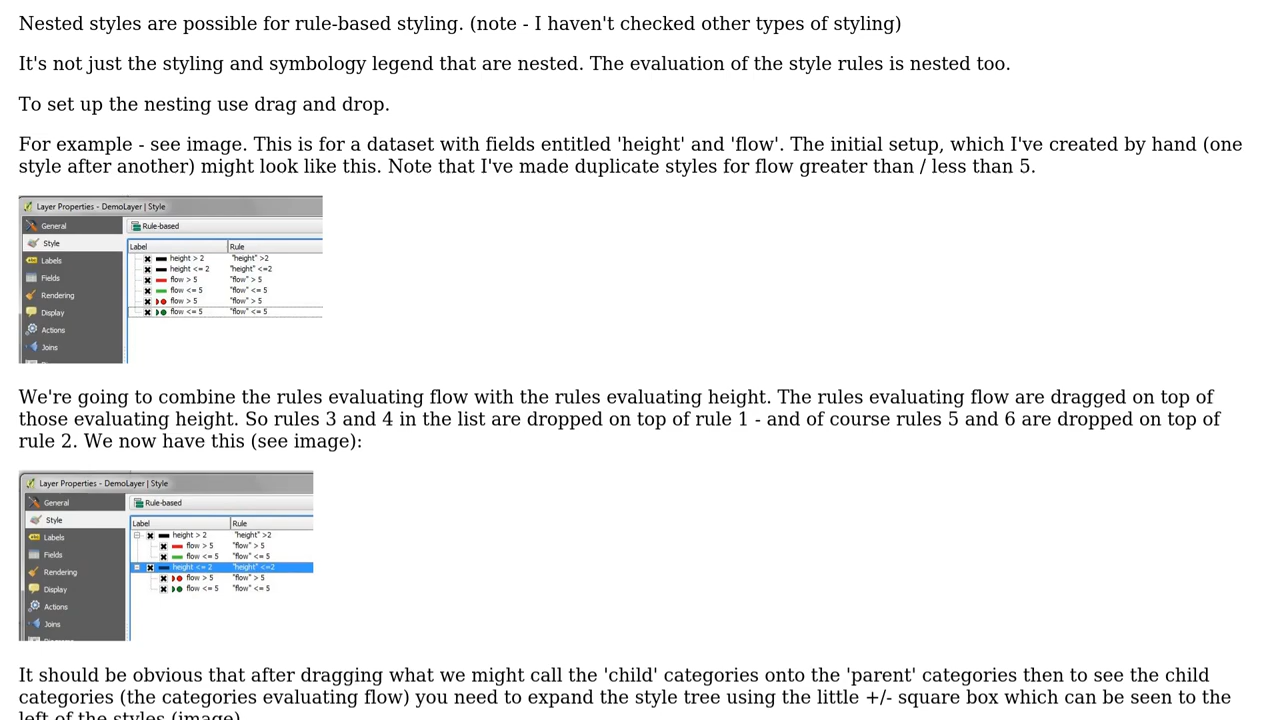 Nested styles are possible for rule-based styling. (note - I haven't checked other types of styling)
It's not just the styling and symbology legend that are nested. The evaluation of the style rules is nested too.
To set up the nesting use drag and drop.
For example - see image. This is for a dataset with fields entitled 'height' and 'flow'. The initial setup, which I've created by hand (one
style after another) might look like this. Note that I've made duplicate styles for flow greater than / less than 5.
Layer Properties - DemoLayer | Style
General
Rule-based
Style
Label Rule
Labels
height > 2 "height" >2
height <= 2 "height" <=2
Fields
flow > 5 "flow" > 5
flow <= 5 "flow" <= 5
Rendering
flow > 5 "flow" > 5
Display
flow <= 5 "flow" <= 5
Actions
Joins
We're going to combine the rules evaluating flow with the rules evaluating height. The rules evaluating flow are dragged on top of
those evaluating height. So rules 3 and 4 in the list are dropped on top of rule 1 - and of course rules 5 and 6 are dropped on top of
rule 2. We now have this (see image):
Layer Properties - DemoLayer | Style
General
Rule-based
Style
Label Rule
Labels
height > 2 "height" >2
flow > 5 "flow" > 5
Fields
flow <= 5 "flow" <= 5
Rendering
height <= 2 "height" <=2
flow > 5 "flow" > 5
Display
flow <= 5 "flow" <= 5
Actions
Joins
It should be obvious that after dragging what we might call the 'child' categories onto the 'parent' categories then to see the child
categories (the categories evaluating flow) you need to expand the style tree using the little +/- square box which can be seen to the
left of the styles (image)